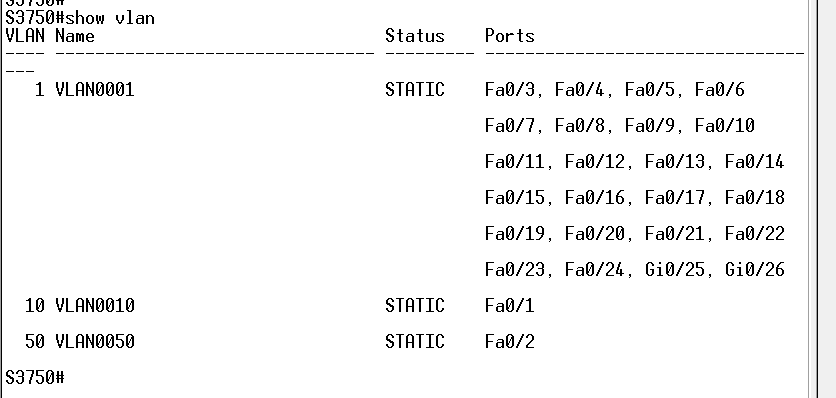 S3750#
S3750#show vlan
VLAN Name                             Status    Ports
---- -------------------------------- --------- --------------------------------
---
   1 VLAN0001                         STATIC    Fa0/3, Fa0/4, Fa0/5, Fa0/6
                                                Fa0/7, Fa0/8, Fa0/9, Fa0/10
                                                Fa0/11, Fa0/12, Fa0/13, Fa0/14
                                                Fa0/15, Fa0/16, Fa0/17, Fa0/18
                                                Fa0/19, Fa0/20, Fa0/21, Fa0/22
                                                Fa0/23, Fa0/24, Gi0/25, Gi0/26
  10 VLAN0010                         STATIC    Fa0/1
  50 VLAN0050                         STATIC    Fa0/2
S3750#